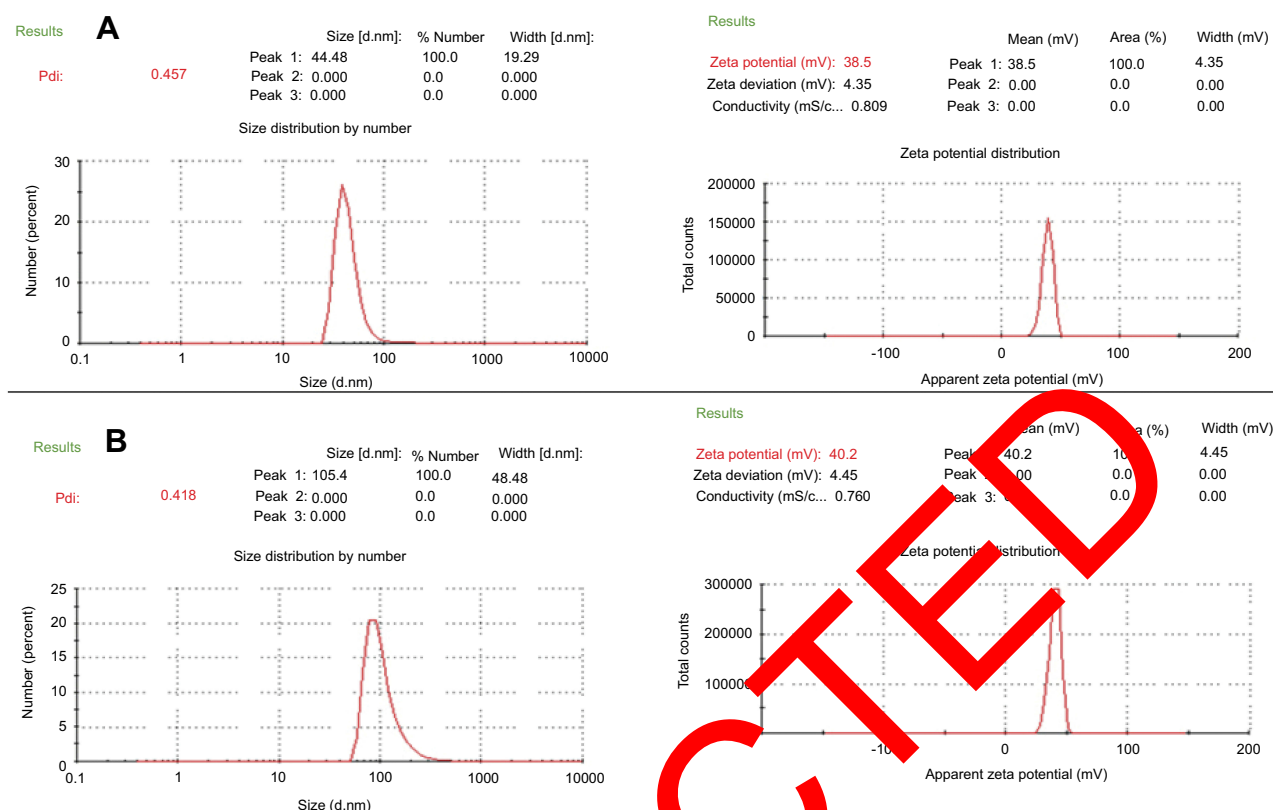 Results
A
Size [d.nm]: % Number Width [d.nm]:
Peak 1: 44.48 100.0 19.29
Pdi: 0.457
Peak 2: 0.000 0.0 0.000
Peak 3: 0.000 0.0 0.000
Size distribution by number
Number (percent)
30
20
10
0
0.1 1 10 100 1000 10000
Size (d.nm)
Results
Mean (mV) Area (%) Width (mV)
Zeta potential (mV): 38.5 Peak 1: 38.5 100.0 4.35
Zeta deviation (mV): 4.35 Peak 2: 0.00 0.0 0.00
Conductivity (mS/c... 0.809 Peak 3: 0.00 0.0 0.00
Zeta potential distribution
Total counts
200000
150000
100000
50000
0
-100 0 100 200
Apparent zeta potential (mV)
Results
B
Size [d.nm]: % Number Width [d.nm]:
Peak 1: 105.4 100.0 48.48
Pdi: 0.418
Peak 2: 0.000 0.0 0.000
Peak 3: 0.000 0.0 0.000
Size distribution by number
Number (percent)
25
20
15
10
5
0
0.1 1 10 100 1000 10000
Size (d.nm)
Results
(mV) (%) Width (mV)
Zeta potential (mV): 40.2 40.2 4.45
Zeta deviation (mV): 4.45 0.0 0.00
Conductivity (mS/c... 0.760 3: 0.0 0.00
Zeta potential distribution
Total counts
300000
200000
100000
0 100 200
Apparent zeta potential (mV)
CTED